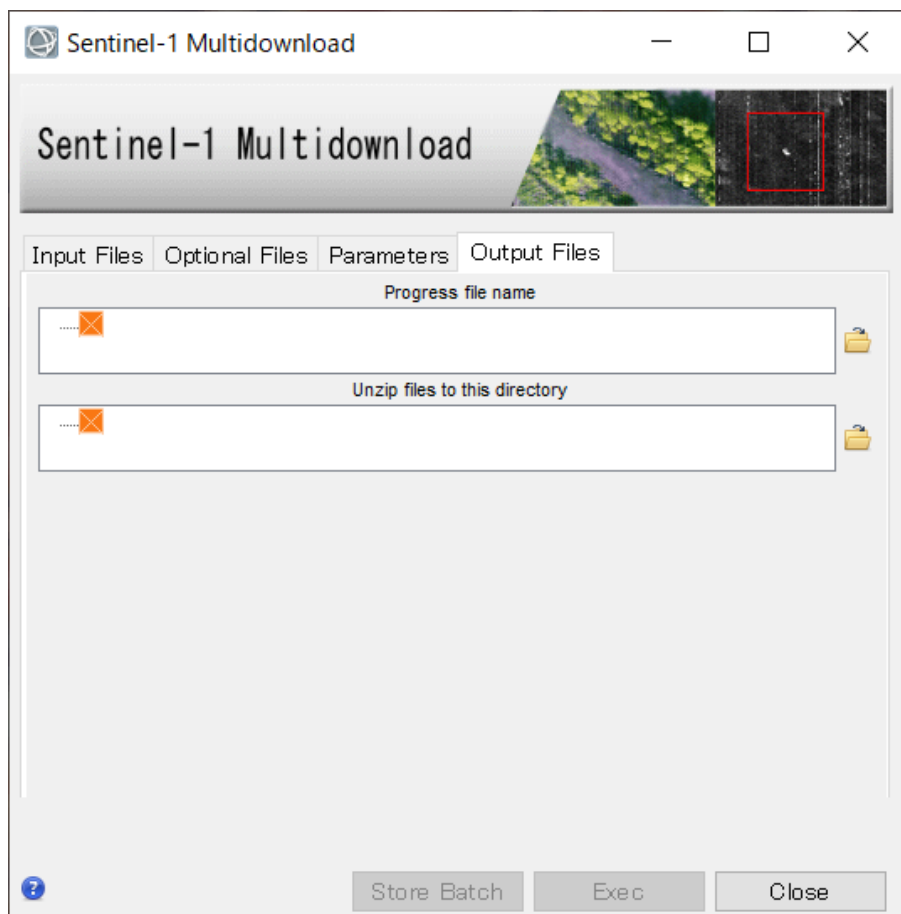 Sentinel-1 Multidownload
Sentinel-1 Multidownload
Input Files Optional Files Parameters Output Files
Progress file name
Unzip files to this directory
? Store Batch Exec Close